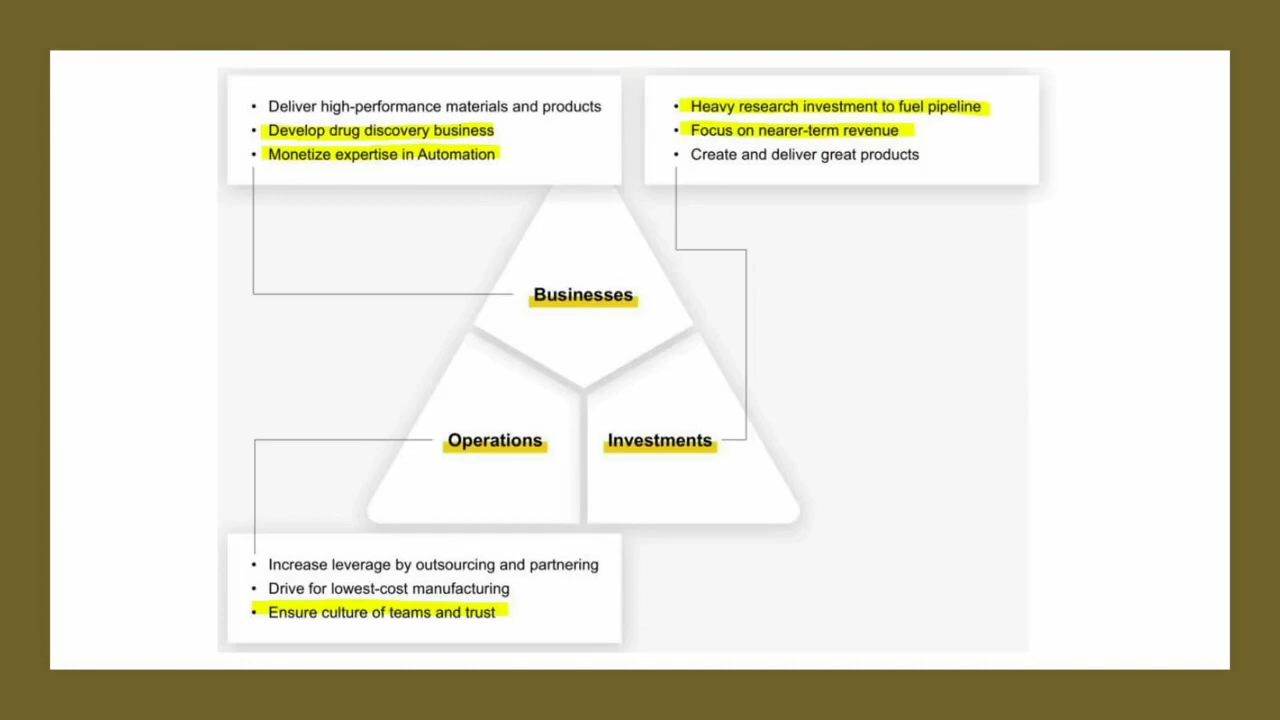 • Deliver high-performance materials and products
• Develop drug discovery business
• Monetize expertise in Automation
• Heavy research investment to fuel pipeline
• Focus on nearer-term revenue
• Create and deliver great products
Businesses
Operations
Investments
• Increase leverage by outsourcing and partnering
• Drive for lowest-cost manufacturing
• Ensure culture of teams and trust